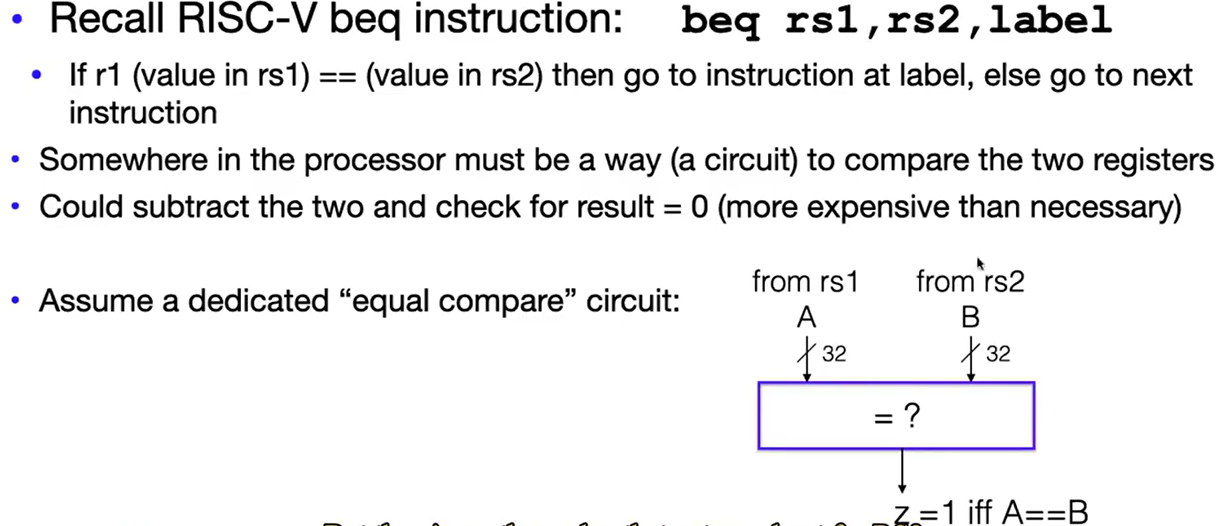 • Recall RISC-V beq instruction: beq rs1,rs2,label
• If r1 (value in rs1) == (value in rs2) then go to instruction at label, else go to next
instruction
• Somewhere in the processor must be a way (a circuit) to compare the two registers
• Could subtract the two and check for result = 0 (more expensive than necessary)
• Assume a dedicated “equal compare” circuit:
from rs1 from rs2
A B
32 32
= ?
z =1 iff A==B